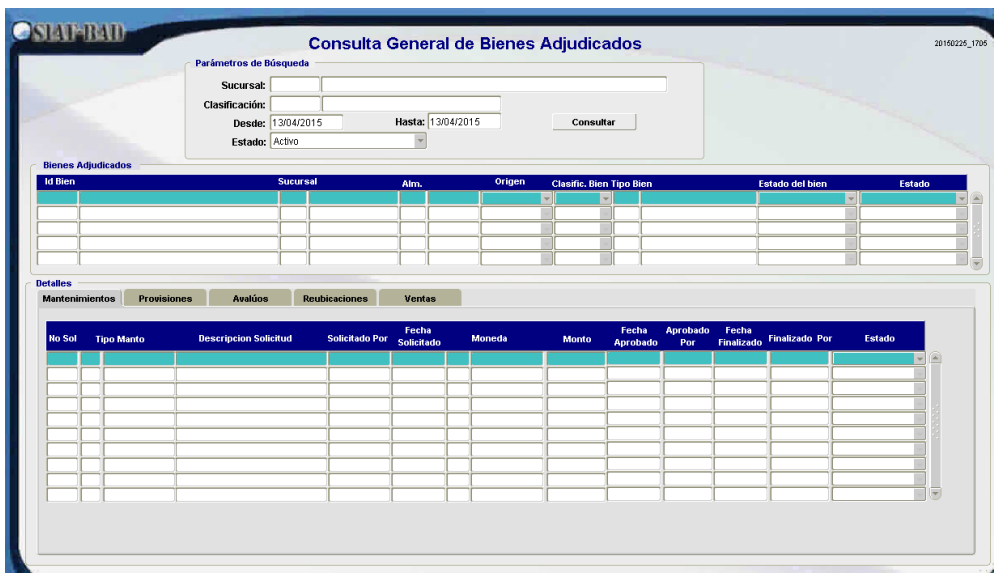 SIAT-RAD
Consulta General de Bienes Adjudicados
20160225_1705
Parámetros de Búsqueda
Sucursal:
Clasificación:
Desde: 13/04/2015 Hasta: 13/04/2015 Consultar
Estado: Activo
Bienes Adjudicados
Id Bien Sucursal Alm. Origen Clasific. Bien Tipo Bien Estado del bien Estado
Detalles
Mantenimientos Provisiones Avalúos Reubicaciones Ventas
No Sol Tipo Manto Descripcion Solicitud Solicitado Por Fecha Solicitado Moneda Monto Fecha Aprobado Aprobado Por Fecha Finalizado Finalizado Por Estado